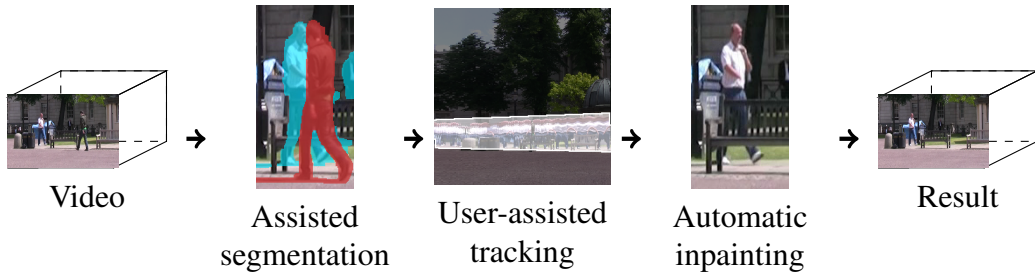 Video
Assisted
segmentation
User-assisted
tracking
Automatic
inpainting
Result